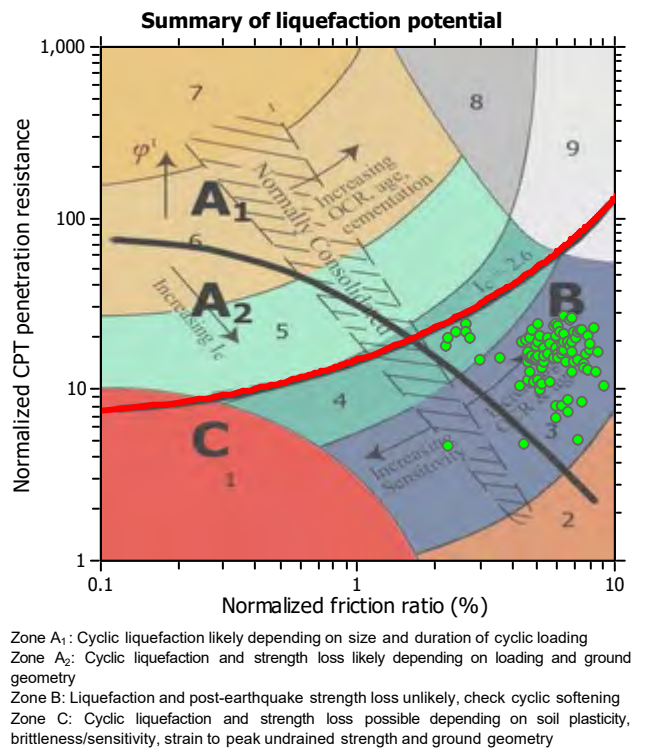 Summary of liquefaction potential
1,000
7
8
9
φ'
Increasing
OCR, age,
cementation
Normally Consolidated
A1
100
6
Ic = 2.6
A2
B
Increasing Ic
5
Normalized CPT penetration resistance
10
4
C
3
Increasing
Sensitivity
OCR
1
2
1
0.1
1
10
Normalized friction ratio (%)
Zone A1: Cyclic liquefaction likely depending on size and duration of cyclic loading
Zone A2: Cyclic liquefaction and strength loss likely depending on loading and ground
geometry
Zone B: Liquefaction and post-earthquake strength loss unlikely, check cyclic softening
Zone C: Cyclic liquefaction and strength loss possible depending on soil plasticity,
brittleness/sensitivity, strain to peak undrained strength and ground geometry